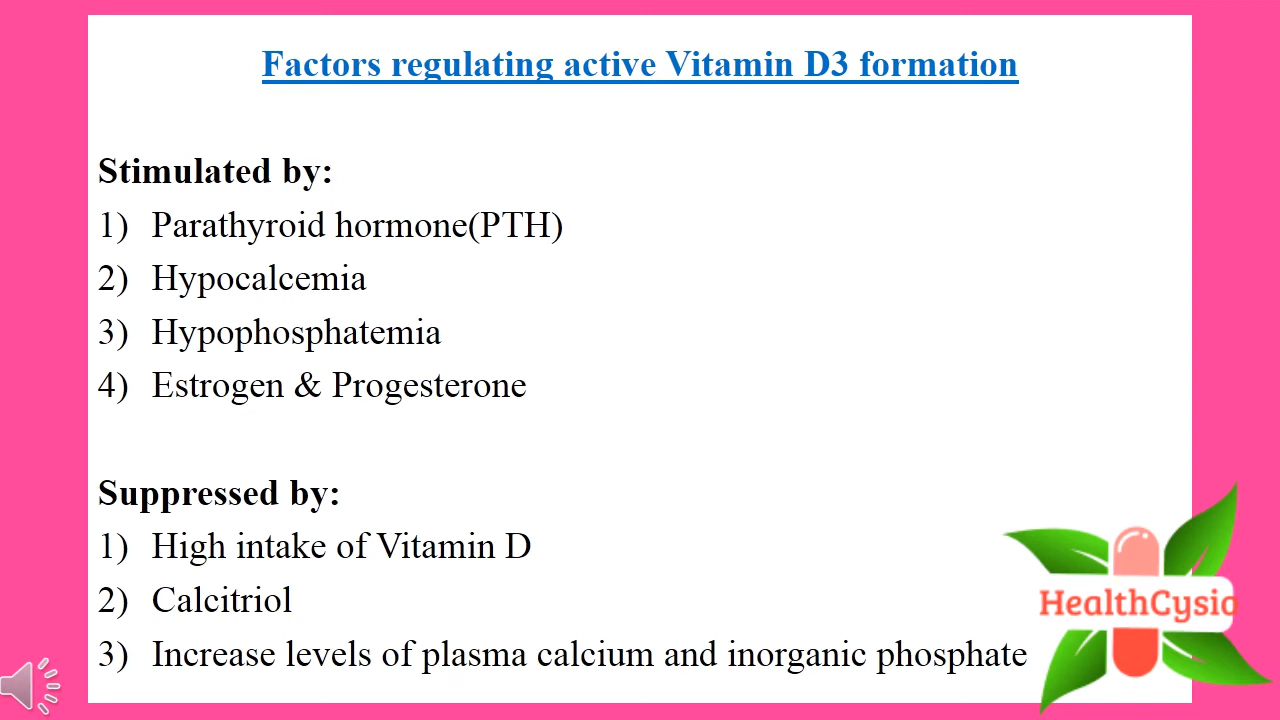 Factors regulating active Vitamin D3 formation
Stimulated by:
1) Parathyroid hormone(PTH)
2) Hypocalcemia
3) Hypophosphatemia
4) Estrogen & Progesterone
Suppressed by:
1) High intake of Vitamin D
2) Calcitriol
3) Increase levels of plasma calcium and inorganic phosphate
HealthCysio